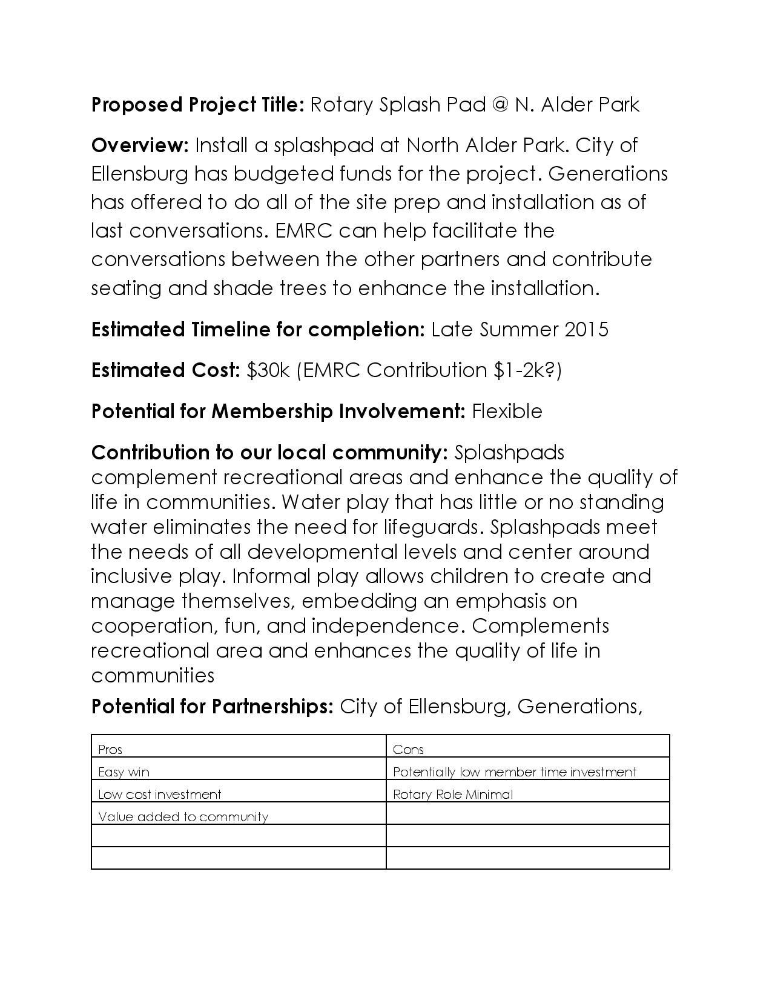 Proposed Project Title: Rotary Splash Pad @ N. Alder Park
Overview: Install a splashpad at North Alder Park. City of
Ellensburg has budgeted funds for the project. Generations
has offered to do all of the site prep and installation as of
last conversations. EMRC can help facilitate the
conversations between the other partners and contribute
seating and shade trees to enhance the installation.
Estimated Timeline for completion: Late Summer 2015
Estimated Cost: $30k (EMRC Contribution $1-2k?)
Potential for Membership Involvement: Flexible
Contribution to our local community: Splashpads
complement recreational areas and enhance the quality of
life in communities. Water play that has little or no standing
water eliminates the need for lifeguards. Splashpads meet
the needs of all developmental levels and center around
inclusive play. Informal play allows children to create and
manage themselves, embedding an emphasis on
cooperation, fun, and independence. Complements
recreational area and enhances the quality of life in
communities
Potential for Partnerships: City of Ellensburg, Generations,
Pros Cons
Easy win Potentially low member time investment
Low cost investment Rotary Role Minimal
Value added to community